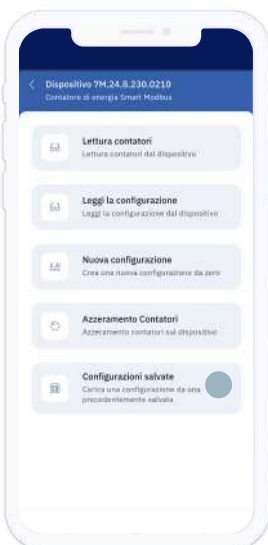 Dispositivo 7M.24.8.230.0210
Contatore di energia Smart Modbus
Lettura contatori
Lettura contatori dal dispositivo
Leggi la configurazione
Leggi la configurazione dal dispositivo
Nuova configurazione
Crea una nuova configurazione da zero
Azzeramento Contatori
Azzeramento contatori sul dispositivo
Configurazioni salvate
Carica una configurazione da una
precedentemente salvata